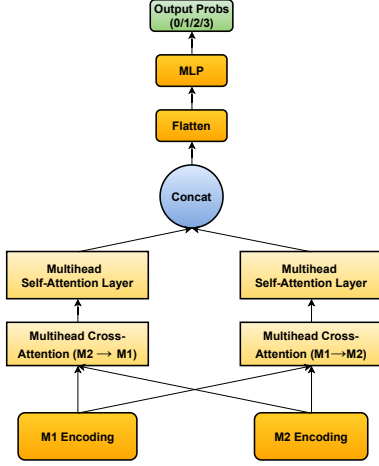 Output Probs
(0/1/2/3)
MLP
Flatten
Concat
Multihead
Self-Attention Layer
Multihead
Self-Attention Layer
Multihead Cross-
Attention (M2 → M1)
Multihead Cross-
Attention (M1→M2)
M1 Encoding
M2 Encoding